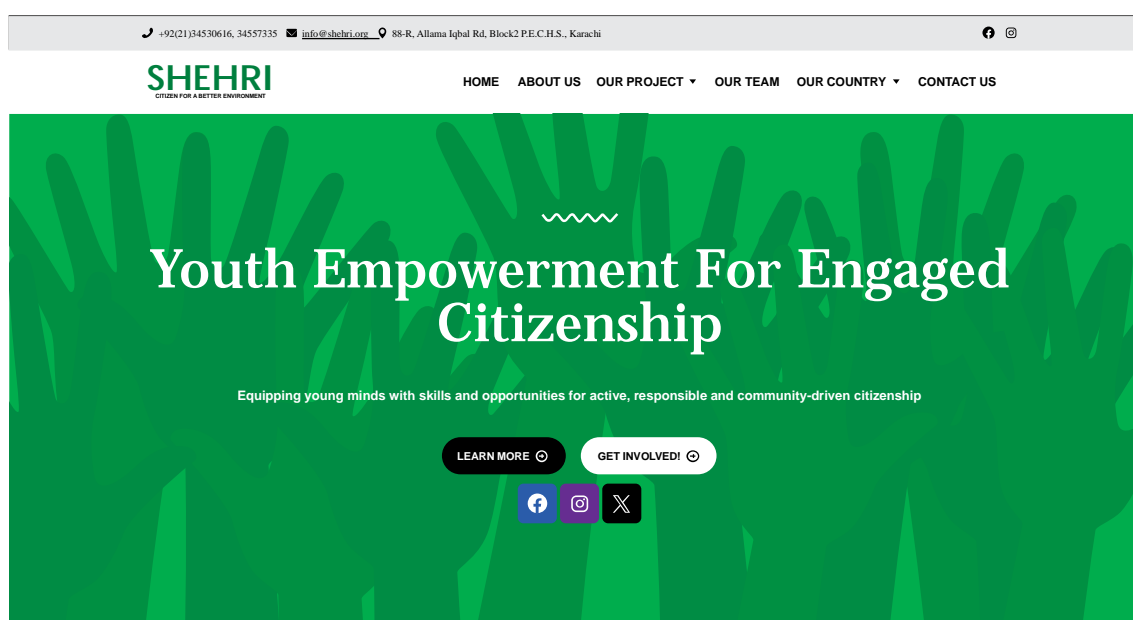 +92(21)34530616, 34557335 info@shehri.org 88-R, Allama Iqbal Rd, Block2 P.E.C.H.S., Karachi
SHEHRI
CITIZEN FOR A BETTER ENVIRONMENT
HOME ABOUT US OUR PROJECT OUR TEAM OUR COUNTRY CONTACT US
Youth Empowerment For Engaged
Citizenship
Equipping young minds with skills and opportunities for active, responsible and community-driven citizenship
LEARN MORE GET INVOLVED!